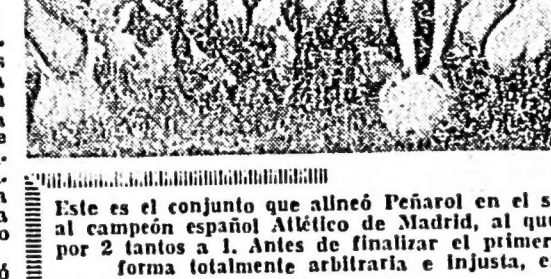 Este es el conjunto que alineó Peñarol en el s
al campeón español Atlético de Madrid, al qu
por 2 tantos a 1. Antes de finalizar el primer
forma totalmente arbitraria e injusta, e